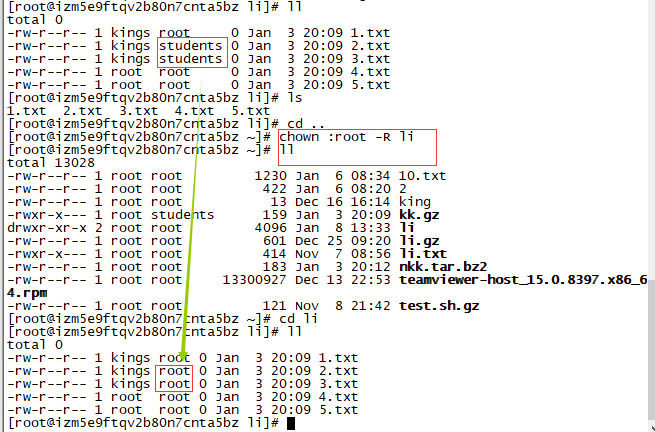 [root@izm5e9ftqv2b80n7cnta5bz li]# ll
total 0
-rw-r--r-- 1 kings root     0 Jan  3 20:09 1.txt
-rw-r--r-- 1 kings students 0 Jan  3 20:09 2.txt
-rw-r--r-- 1 kings students 0 Jan  3 20:09 3.txt
-rw-r--r-- 1 root  root     0 Jan  3 20:09 4.txt
-rw-r--r-- 1 root  root     0 Jan  3 20:09 5.txt
[root@izm5e9ftqv2b80n7cnta5bz li]# ls
1.txt  2.txt  3.txt  4.txt  5.txt
[root@izm5e9ftqv2b80n7cnta5bz li]# cd ..
[root@izm5e9ftqv2b80n7cnta5bz ~]# chown :root -R li
[root@izm5e9ftqv2b80n7cnta5bz ~]# ll
total 13028
-rw-r--r-- 1 root root         1230 Jan  6 08:34 10.txt
-rw-r--r-- 1 root root          422 Jan  6 08:20 2
-rw-r--r-- 1 root root           13 Dec 16 16:14 king
-rwxr-x--- 1 root students      159 Jan  3 20:09 kk.gz
drwxr-xr-x 2 root root         4096 Jan  8 13:33 li
-rw-r--r-- 1 root root          601 Dec 25 09:20 li.gz
-rwxr-x--- 1 root root          414 Nov  7 08:56 li.txt
-rw-r--r-- 1 root root          183 Jan  3 20:12 nkk.tar.bz2
-rw-r--r-- 1 root root     13300927 Dec 13 22:53 teamviewer-host_15.0.8397.x86_6
4.rpm
-rw-r--r-- 1 root root          121 Nov  8 21:42 test.sh.gz
[root@izm5e9ftqv2b80n7cnta5bz ~]# cd li
[root@izm5e9ftqv2b80n7cnta5bz li]# ll
total 0
-rw-r--r-- 1 kings root 0 Jan  3 20:09 1.txt
-rw-r--r-- 1 kings root 0 Jan  3 20:09 2.txt
-rw-r--r-- 1 kings root 0 Jan  3 20:09 3.txt
-rw-r--r-- 1 root  root 0 Jan  3 20:09 4.txt
-rw-r--r-- 1 root  root 0 Jan  3 20:09 5.txt
[root@izm5e9ftqv2b80n7cnta5bz li]#